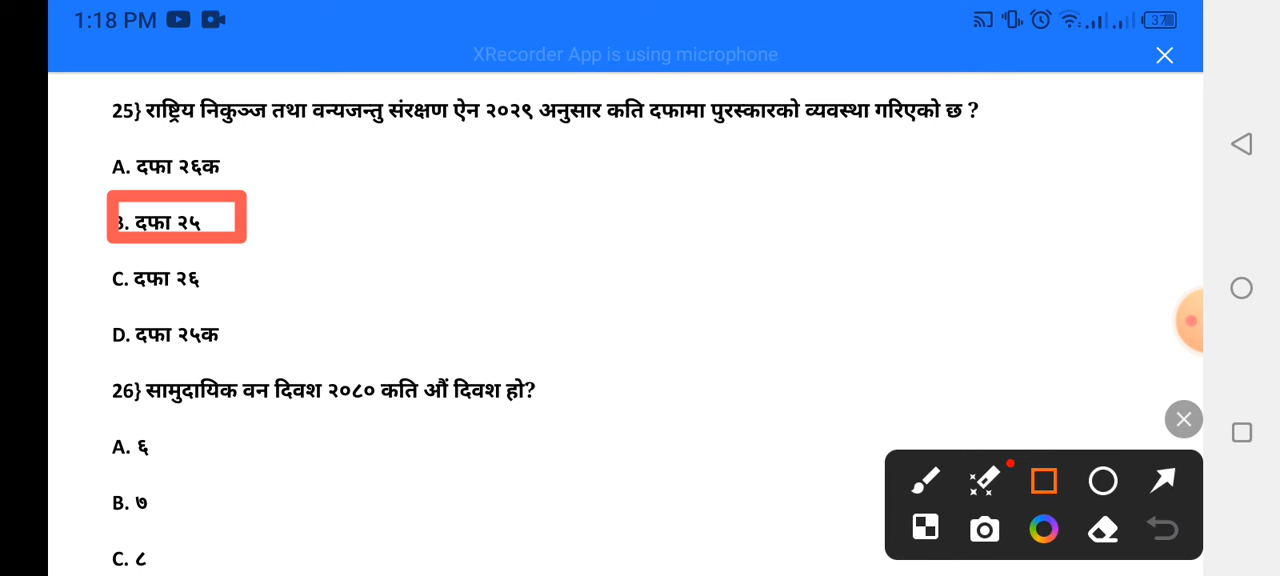 1:18 PM
37
XRecorder App is using microphone
25} राष्ट्रिय निकुञ्ज तथा वन्यजन्तु संरक्षण ऐन २०२९ अनुसार कति दफामा पुरस्कारको व्यवस्था गरिएको छ ?
A. दफा २६क
B. दफा २५
C. दफा २६
D. दफा २५क
26} सामुदायिक वन दिवश २०८० कति औं दिवश हो?
A. ६
B. ७
C. ८